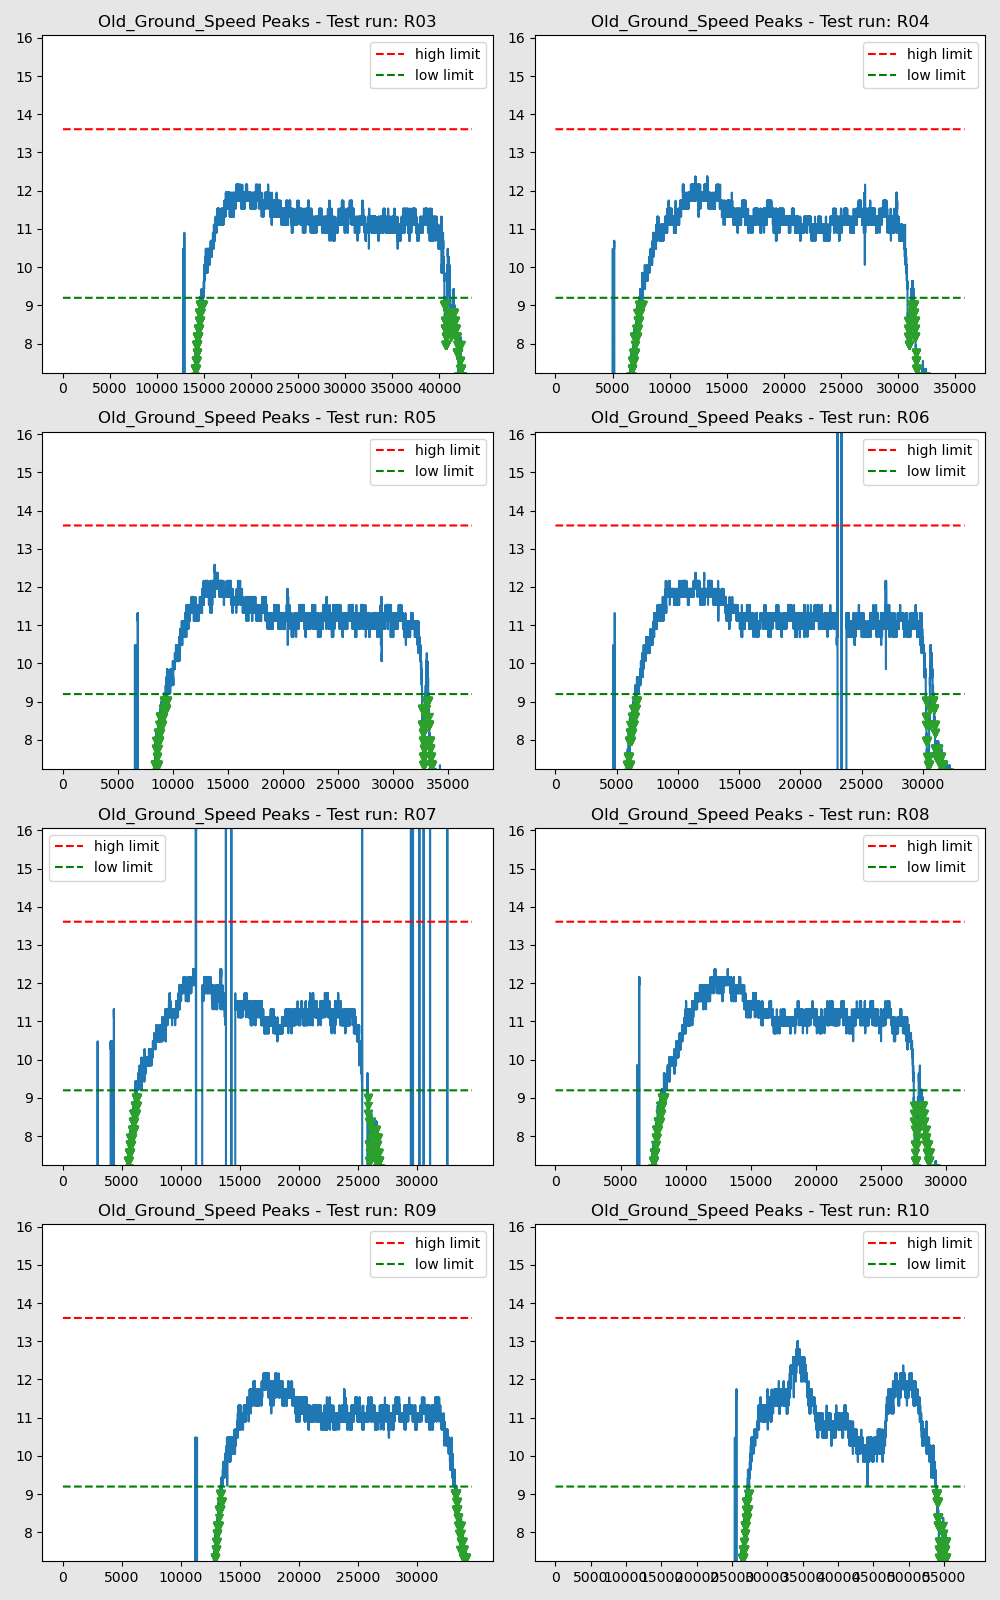 Old_Ground_Speed Peaks - Test run: R03
high limit
low limit
16
15
14
13
12
11
10
9
8
0 5000 10000 15000 20000 25000 30000 35000 40000
Old_Ground_Speed Peaks - Test run: R04
high limit
low limit
16
15
14
13
12
11
10
9
8
0 5000 10000 15000 20000 25000 30000 35000
Old_Ground_Speed Peaks - Test run: R05
high limit
low limit
16
15
14
13
12
11
10
9
8
0 5000 10000 15000 20000 25000 30000 35000
Old_Ground_Speed Peaks - Test run: R06
high limit
low limit
16
15
14
13
12
11
10
9
8
0 5000 10000 15000 20000 25000 30000
Old_Ground_Speed Peaks - Test run: R07
high limit
low limit
16
15
14
13
12
11
10
9
8
0 5000 10000 15000 20000 25000 30000
Old_Ground_Speed Peaks - Test run: R08
high limit
low limit
16
15
14
13
12
11
10
9
8
0 5000 10000 15000 20000 25000 30000
Old_Ground_Speed Peaks - Test run: R09
high limit
low limit
16
15
14
13
12
11
10
9
8
0 5000 10000 15000 20000 25000 30000
Old_Ground_Speed Peaks - Test run: R10
high limit
low limit
16
15
14
13
12
11
10
9
8
0 5000 10000 15000 20000 25000 30000 35000 40000 45000 50000 55000